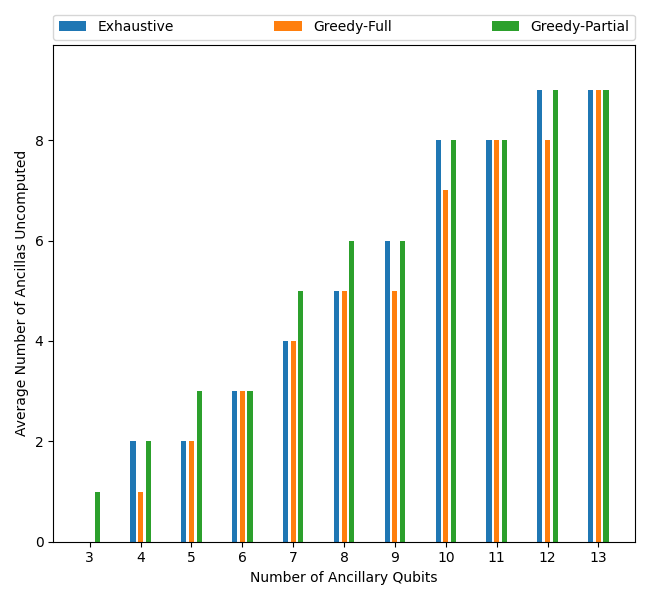 Exhaustive Greedy-Full Greedy-Partial
Average Number of Ancillas Uncomputed
8
6
4
2
0
3 4 5 6 7 8 9 10 11 12 13
Number of Ancillary Qubits